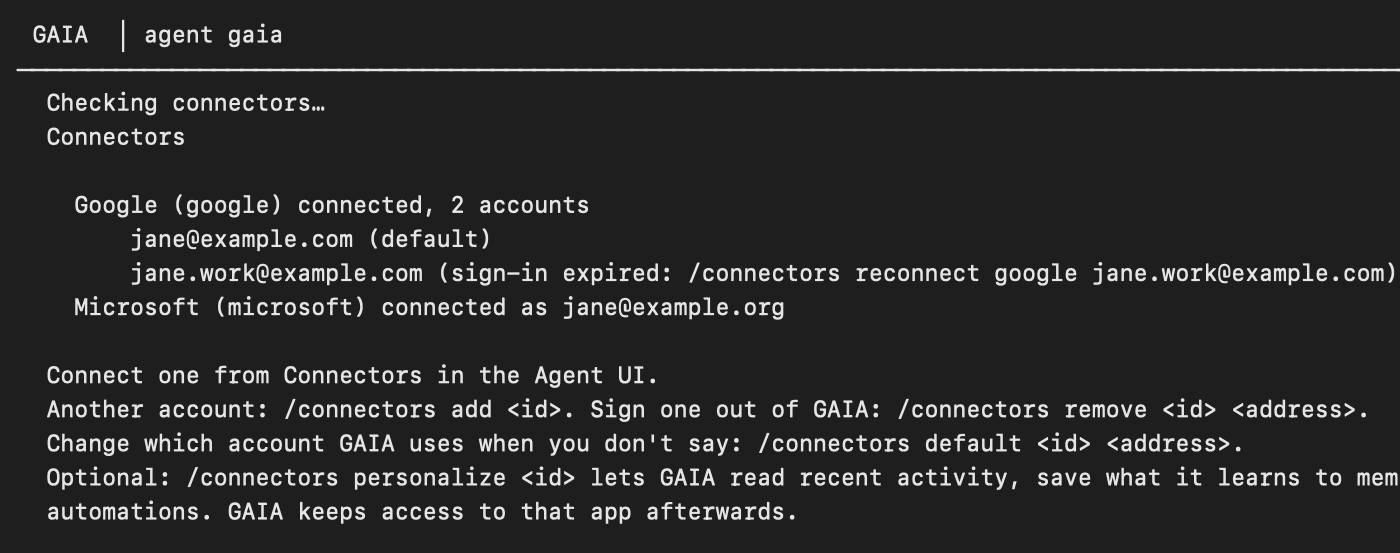 GAIA │ agent gaia
Checking connectors…
Connectors
Google (google) connected, 2 accounts
jane@example.com (default)
jane.work@example.com (sign-in expired: /connectors reconnect google jane.work@example.com)
Microsoft (microsoft) connected as jane@example.org
Connect one from Connectors in the Agent UI.
Another account: /connectors add <id>. Sign one out of GAIA: /connectors remove <id> <address>.
Change which account GAIA uses when you don't say: /connectors default <id> <address>.
Optional: /connectors personalize <id> lets GAIA read recent activity, save what it learns to
automations. GAIA keeps access to that app afterwards.